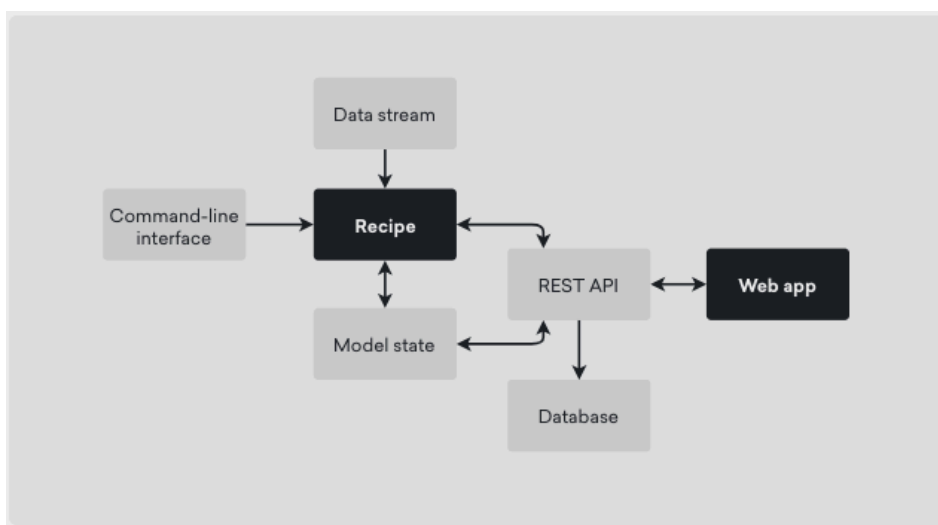 Data stream
Command-line
interface
Recipe
REST API
Web app
Model state
Database